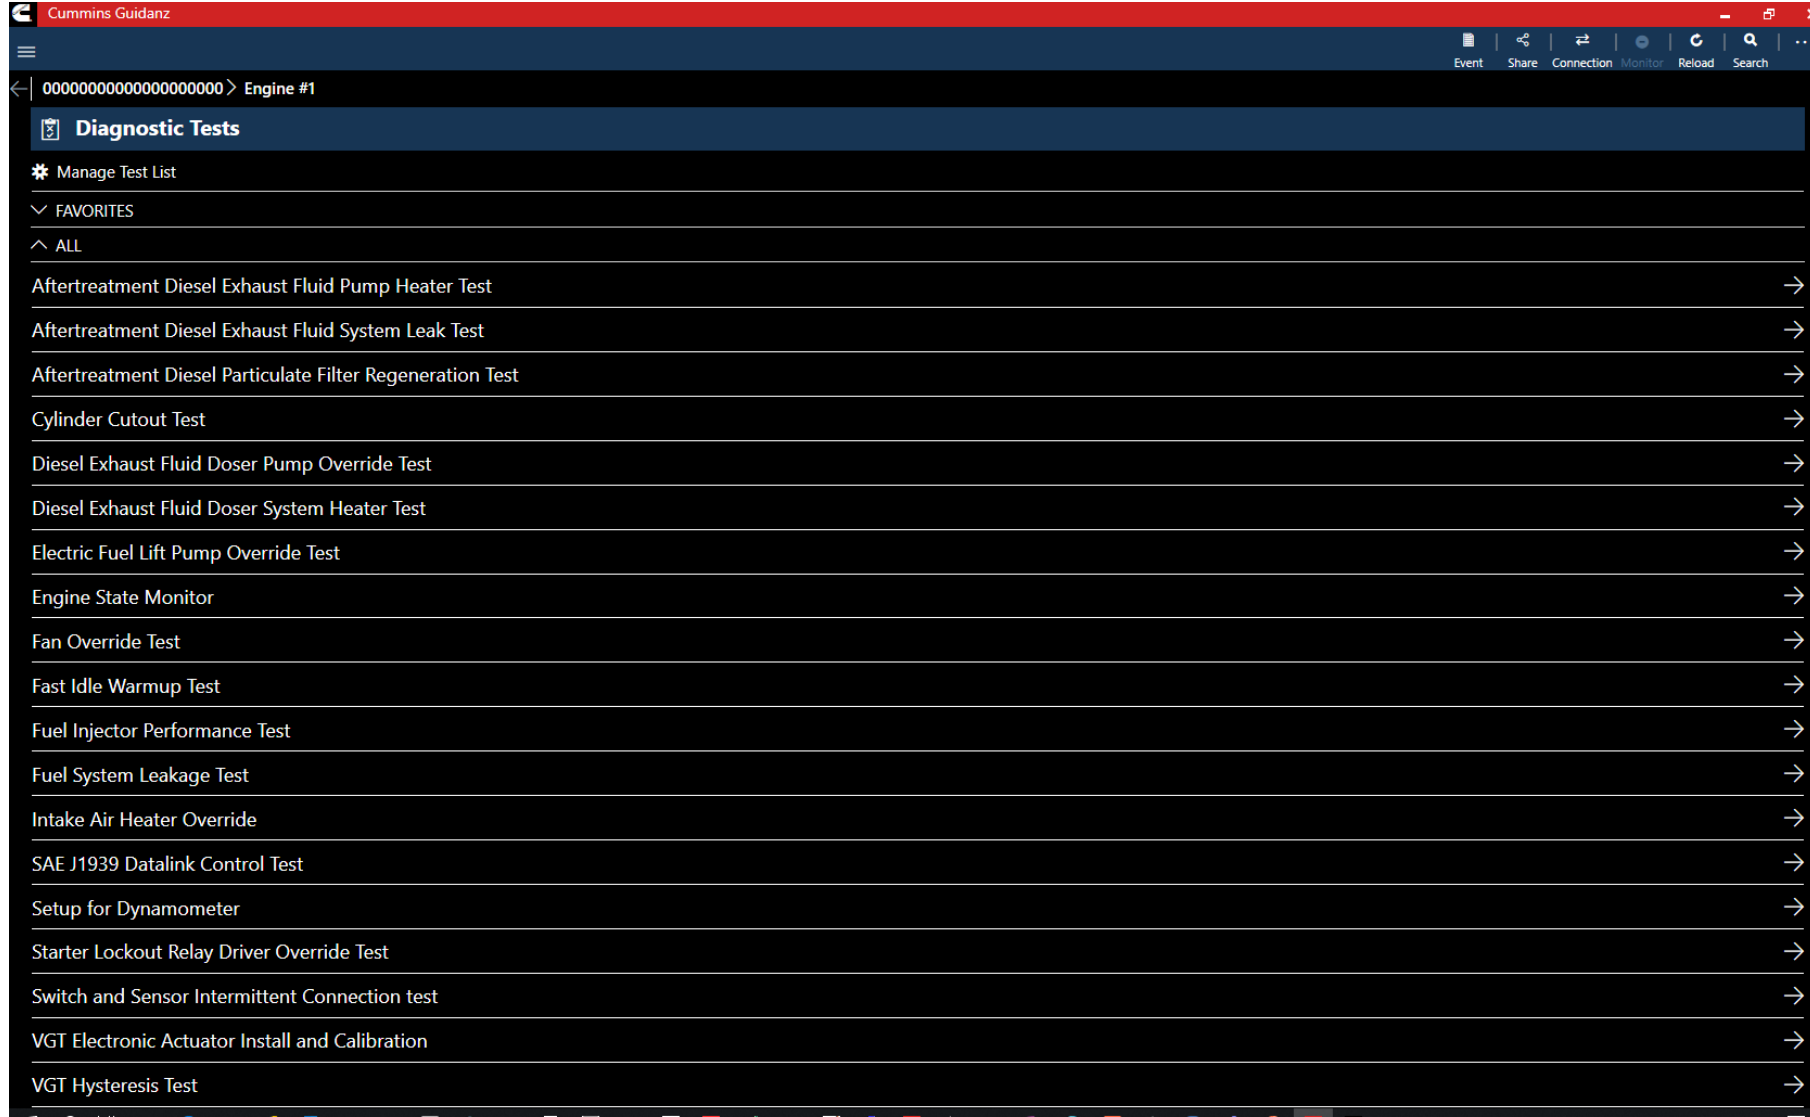 Cummins Guidanz
Event Share Connection Monitor Reload Search
00000000000000000000 > Engine #1
Diagnostic Tests
Manage Test List
FAVORITES
ALL
Aftertreatment Diesel Exhaust Fluid Pump Heater Test
Aftertreatment Diesel Exhaust Fluid System Leak Test
Aftertreatment Diesel Particulate Filter Regeneration Test
Cylinder Cutout Test
Diesel Exhaust Fluid Doser Pump Override Test
Diesel Exhaust Fluid Doser System Heater Test
Electric Fuel Lift Pump Override Test
Engine State Monitor
Fan Override Test
Fast Idle Warmup Test
Fuel Injector Performance Test
Fuel System Leakage Test
Intake Air Heater Override
SAE J1939 Datalink Control Test
Setup for Dynamometer
Starter Lockout Relay Driver Override Test
Switch and Sensor Intermittent Connection test
VGT Electronic Actuator Install and Calibration
VGT Hysteresis Test